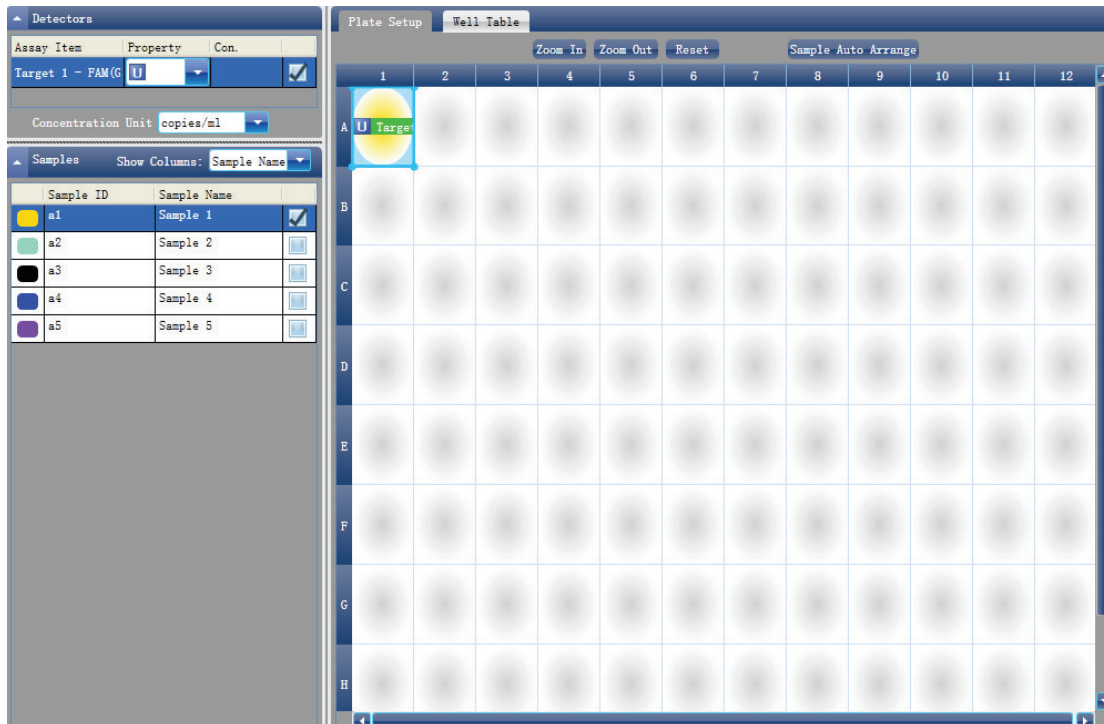 Detectors
Assay Item Property Con.
Target 1 - FAM(G U
Concentration Unit copies/ml
Samples Show Columns: Sample Name
Sample ID Sample Name
a1 Sample 1
a2 Sample 2
a3 Sample 3
a4 Sample 4
a5 Sample 5
Plate Setup Well Table
Zoom In Zoom Out Reset Sample Auto Arrange
1 2 3 4 5 6 7 8 9 10 11 12
A U Target
B
C
D
E
F
G
H